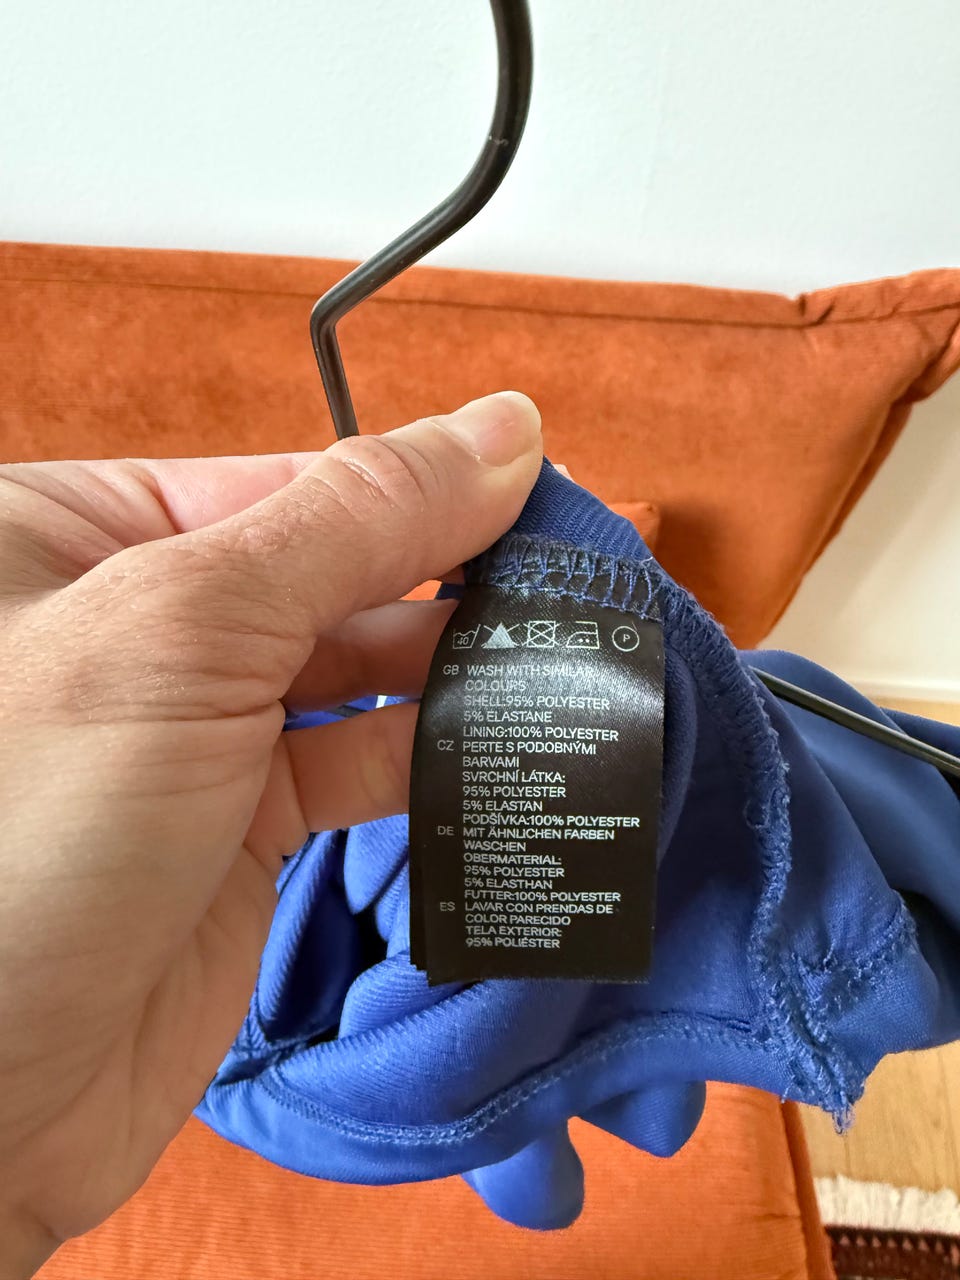 40 P
GB WASH WITH SIMILAR
COLOURS
SHELL:95% POLYESTER
5% ELASTANE
LINING:100% POLYESTER
CZ PERTE S PODOBNÝMI
BARVAMI
SVRCHNÍ LÁTKA:
95% POLYESTER
5% ELASTAN
PODŠÍVKA:100% POLYESTER
DE MIT ÄHNLICHEN FARBEN
WASCHEN
OBERMATERIAL:
95% POLYESTER
5% ELASTHAN
FUTTER:100% POLYESTER
ES LAVAR CON PRENDAS DE
COLOR PARECIDO
TELA EXTERIOR:
95% POLIÉSTER